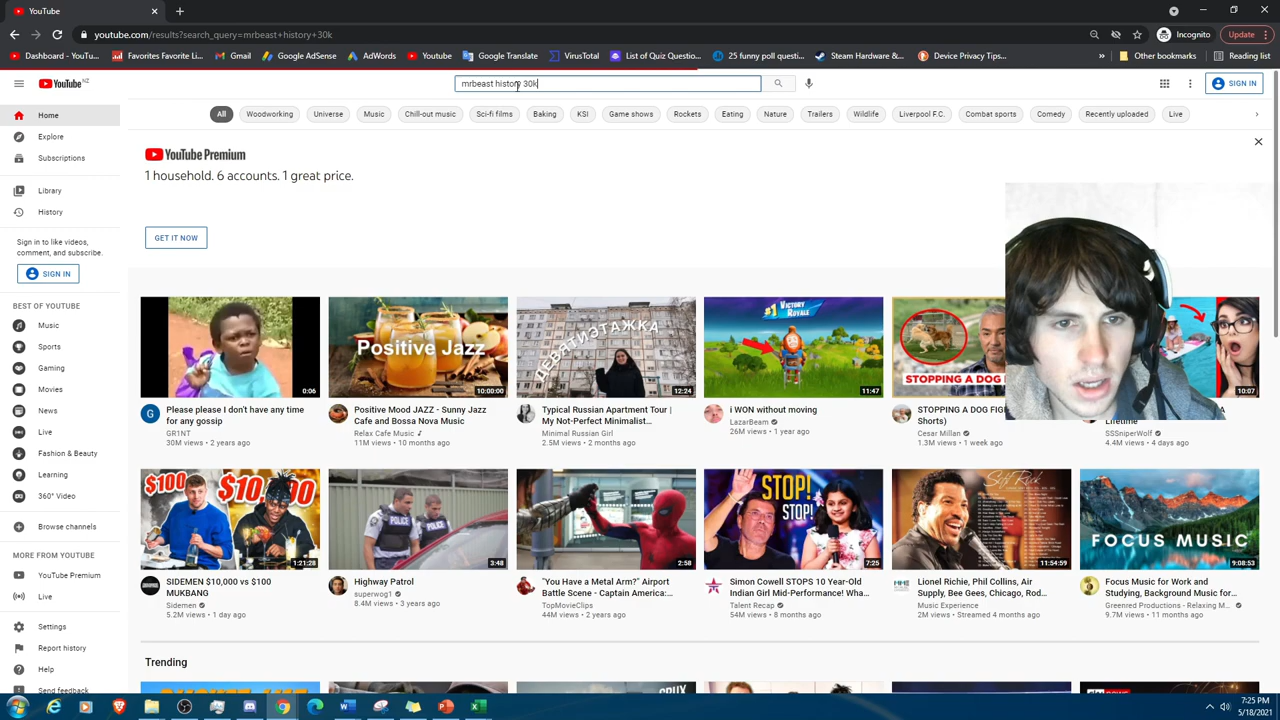 YouTube
youtube.com/results?search_query=mrbeast+history+30k
Incognito
Update
Dashboard - YouTu...
Latest Favorites Live...
Gmail
Google AdSense
AdWords
Youtube
Google Translate
VirusTotal
List of Quiz Questio...
25 funny poll questi...
Steam Hardware &...
»
Other bookmarks
Reading list
YouTube NZ
mrbeast history 30k
SIGN IN
Home
Explore
Subscriptions
Library
History
Sign in to like videos,
comment, and subscribe.
SIGN IN
BEST OF YOUTUBE
Music
Sports
Gaming
Movies
News
Live
Learning
Fashion & Beauty
360° Video
Browse channels
MORE FROM YOUTUBE
YouTube Premium
Live
Settings
Report history
Help
Send feedback
All
Woodworking
Universe
Music
Chill-out music
Sci-fi films
Baking
KSI
Game shows
Rockets
Eating
Nature
Trailers
Wildlife
Liverpool F.C.
Combat sports
Comedy
Recently uploaded
Live
YouTube Premium
1 household. 6 accounts. 1 great price.
GET IT NOW
0:06
Please please I don't have any time
for any gossip
GR1NT
30M views • 2 years ago
Positive Jazz
10:00:00
Positive Mood JAZZ - Sunny Jazz
Cafe and Bossa Nova Music
Relax Cafe Music
11M views • 10 months ago
ДЕВЯТИЭТАЖКА
12:24
Typical Russian Apartment Tour |
My Not-Perfect Minimalist...
Minimal Russian Girl
2.5M views • 2 months ago
#1 VICTORY
ROYALE
11:47
i WON without moving
LazarBeam
26M views • 1 year ago
STOPPING A DOG
STOPPING A DOG FIG
Shorts)
Cesar Millan
1.3M views • 1 week ago
10:07
A
Lifetime
SSSniperWolf
4.4M views • 4 days ago
$100
$10,000
1:21:28
SIDEMEN $10,000 vs $100
MUKBANG
Sidemen
5.2M views • 1 day ago
POLICE
POLICE
3:48
Highway Patrol
superwog1
8.4M views • 3 years ago
2:58
"You Have a Metal Arm?" Airport
Battle Scene - Captain America:...
TopMovieClips
44M views • 2 years ago
STOP!
STOP!
7:25
Simon Cowell STOPS 10 Year-Old
Indian Girl Mid-Performance! Wha...
Talent Recap
54M views • 8 months ago
Soft Rock
11:54:59
Lionel Richie, Phil Collins, Air
Supply, Bee Gees, Chicago, Rod...
Music Experience
2M views • Streamed 4 months ago
FOCUS MUSIC
9:08:53
Focus Music for Work and
Studying, Background Music for...
Greenred Productions - Relaxing M...
9.7M views • 11 months ago
Trending
7:25 PM
5/18/2021